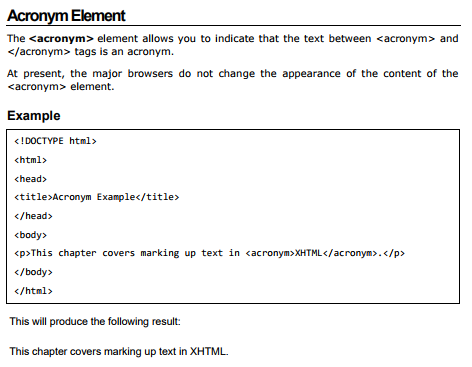 Acronym Element
The <acronym> element allows you to indicate that the text between <acronym> and
</acronym> tags is an acronym.
At present, the major browsers do not change the appearance of the content of the
<acronym> element.
Example
<!DOCTYPE html>
<html>
<head>
<title>Acronym Example</title>
</head>
<body>
<p>This chapter covers marking up text in <acronym>XHTML</acronym>.</p>
</body>
</html>
This will produce the following result:
This chapter covers marking up text in XHTML.